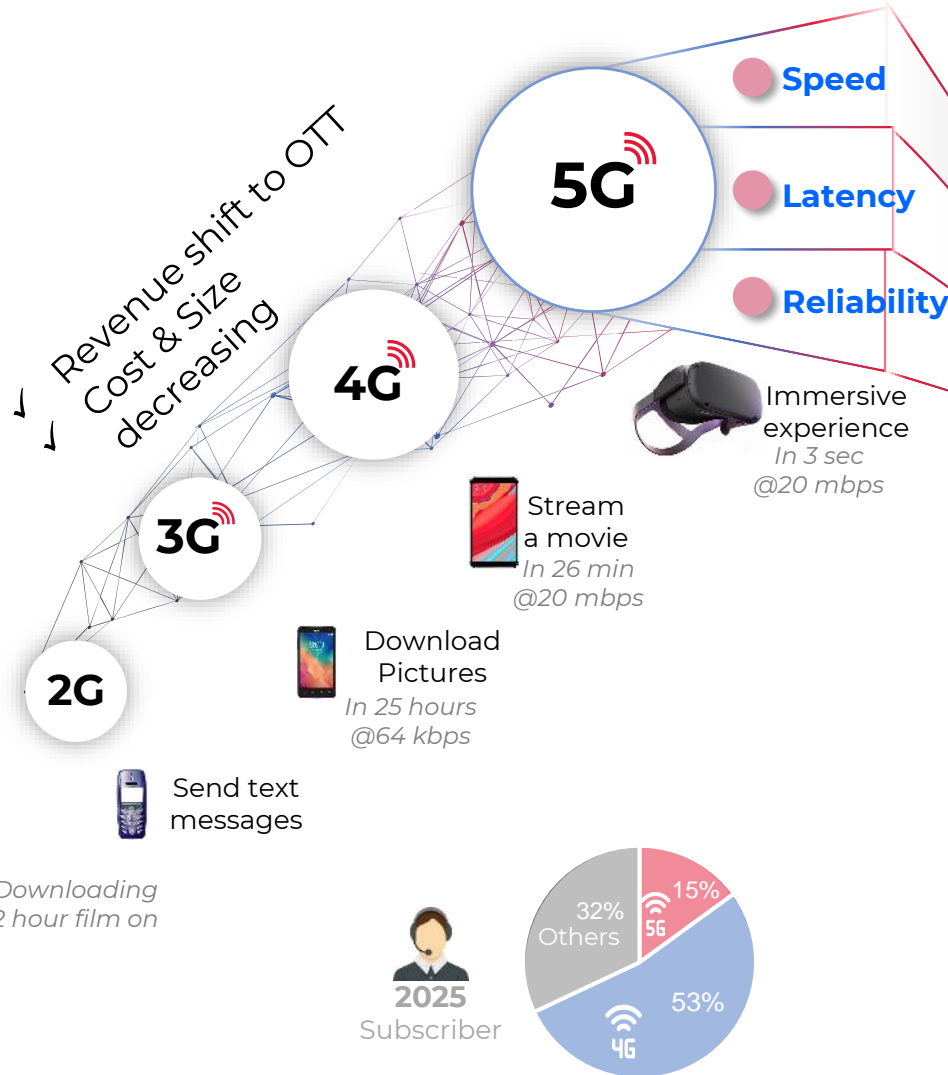 Speed
5G
Latency
Reliability
✓ Revenue shift to OTT
✓ Cost & Size
decreasing
4G
Immersive
experience
In 3 sec
@20 mbps
3G
Stream
a movie
In 26 min
@20 mbps
2G
Download
Pictures
In 25 hours
@64 kbps
Send text
messages
Downloading
2 hour film on
15%
5G
32%
Others
53%
4G
2025
Subscriber